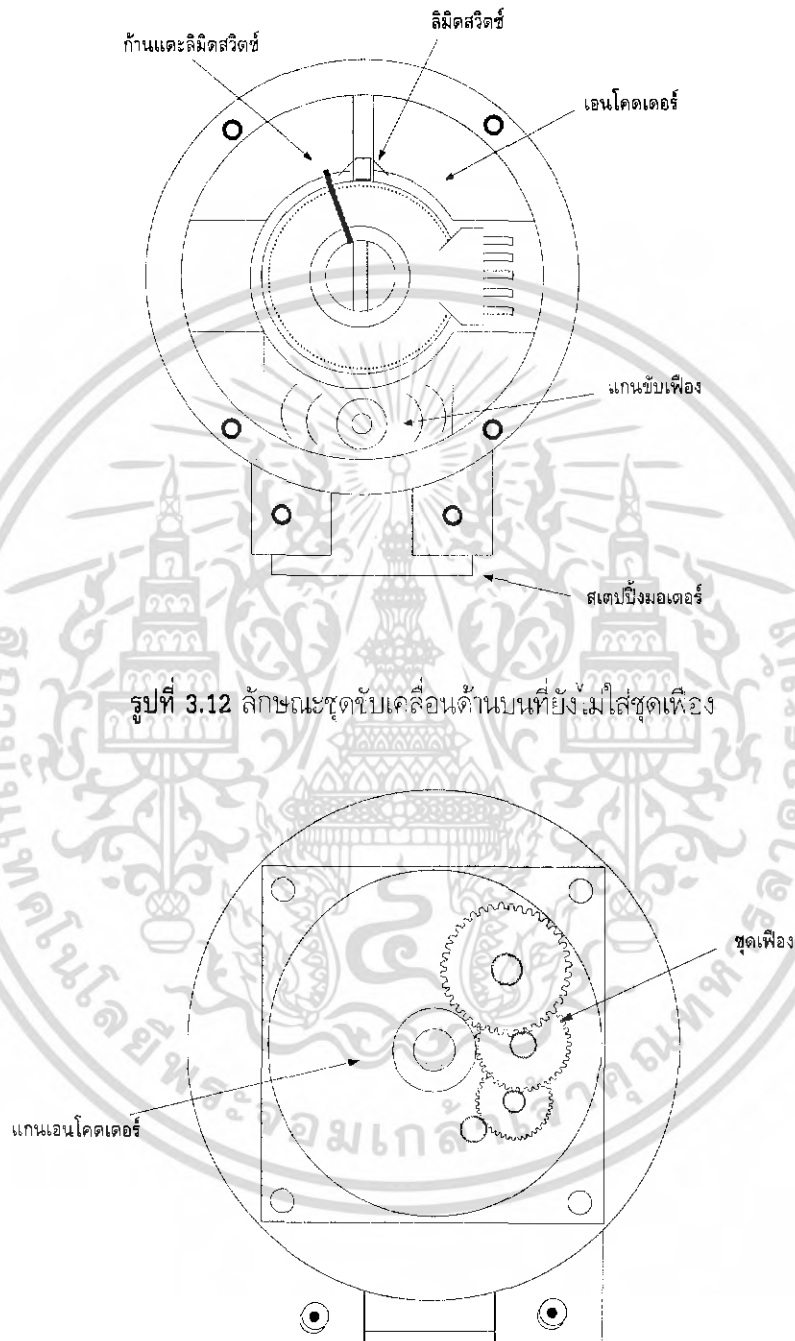 ลิมิตสวิตช์
ก้านแตะลิมิตสวิตช์
เอนโคดเดอร์
แกนขับเฟือง
สเตปปิ้งมอเตอร์
รูปที่ 3.12 ลักษณะชุดขับเคลื่อนด้านบนที่ยังไม่ใส่ชุดเฟือง
ชุดเฟือง
แกนเอนโคดเดอร์